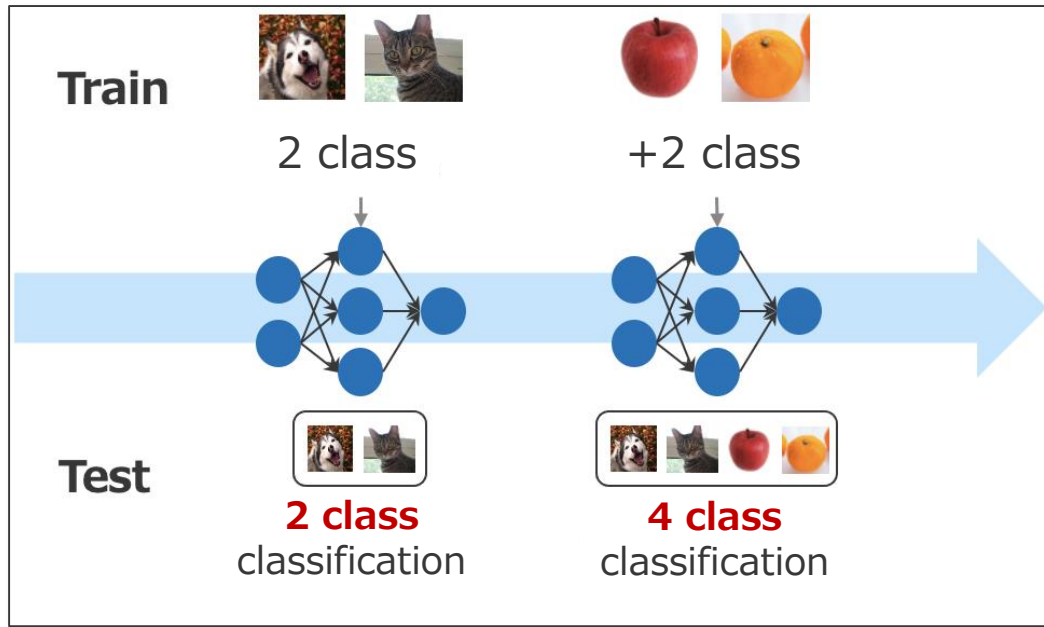 Train
2 class
+2 class
Test
2 class
classification
4 class
classification